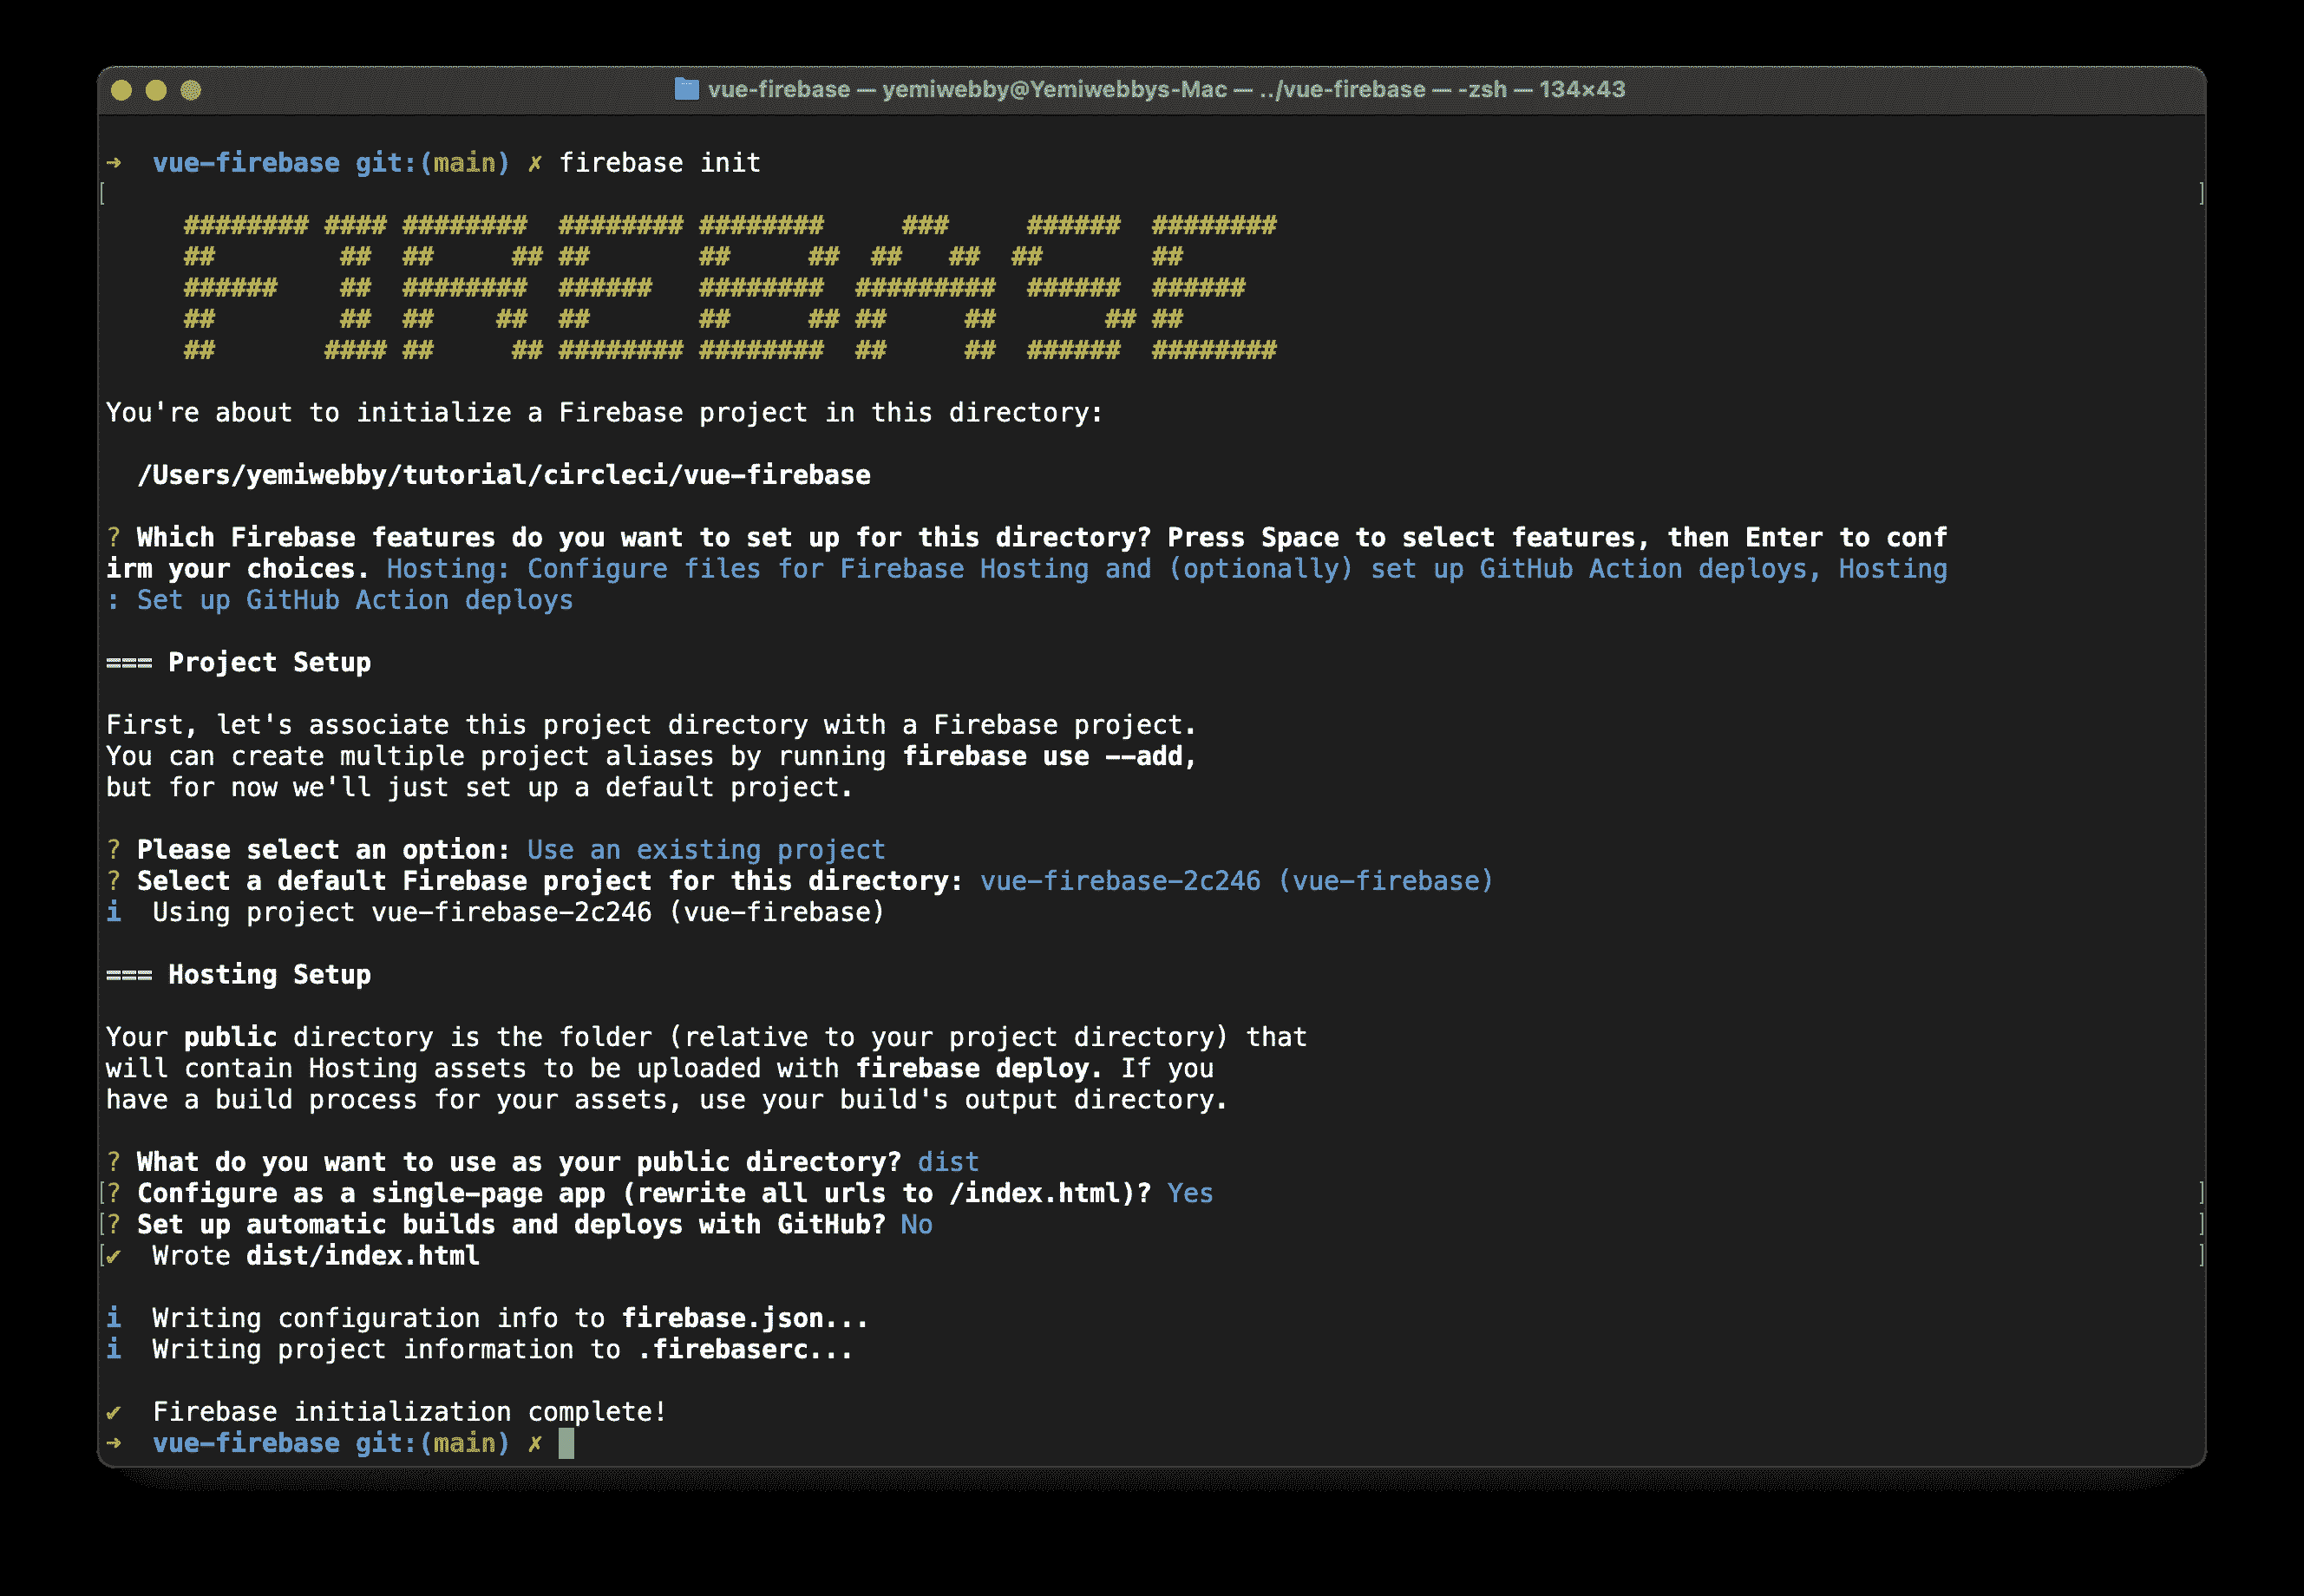 vue-firebase — yemiwebby@Yemiwebbys-Mac — ../vue-firebase — -zsh — 134×43
➜  vue-firebase git:(main) ✗ firebase init
[ ]
     ######## #### ########  ######## ########     ###     ######  ########
     ##        ##  ##     ## ##       ##     ##  ##   ##  ##       ##
     ######    ##  ########  ######   ########  #########  ######  ######
     ##        ##  ##    ##  ##       ##     ## ##     ##       ## ##
     ##       #### ##     ## ######## ########  ##     ##  ######  ########
You're about to initialize a Firebase project in this directory:
  /Users/yemiwebby/tutorial/circleci/vue-firebase
? Which Firebase features do you want to set up for this directory? Press Space to select features, then Enter to conf
irm your choices. Hosting: Configure files for Firebase Hosting and (optionally) set up GitHub Action deploys, Hosting
: Set up GitHub Action deploys
=== Project Setup
First, let's associate this project directory with a Firebase project.
You can create multiple project aliases by running firebase use --add,
but for now we'll just set up a default project.
? Please select an option: Use an existing project
? Select a default Firebase project for this directory: vue-firebase-2c246 (vue-firebase)
i  Using project vue-firebase-2c246 (vue-firebase)
=== Hosting Setup
Your public directory is the folder (relative to your project directory) that
will contain Hosting assets to be uploaded with firebase deploy. If you
have a build process for your assets, use your build's output directory.
? What do you want to use as your public directory? dist
[? Configure as a single-page app (rewrite all urls to /index.html)? Yes ]
[? Set up automatic builds and deploys with GitHub? No ]
[✔  Wrote dist/index.html ]
i  Writing configuration info to firebase.json...
i  Writing project information to .firebaserc...
✔  Firebase initialization complete!
➜  vue-firebase git:(main) ✗